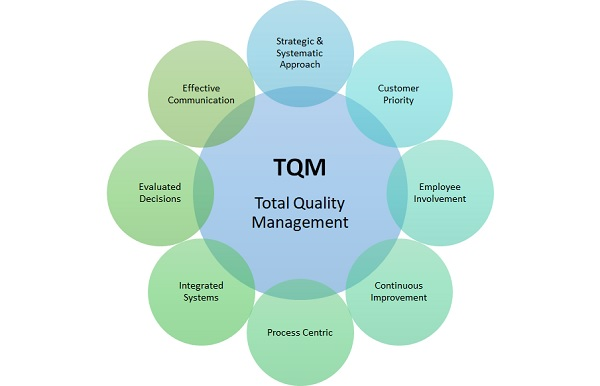 Strategic &
Systematic
Approach
Customer
Priority
Employee
Involvement
Continuous
Improvement
Process Centric
Integrated
Systems
Evaluated
Decisions
Effective
Communication
TQM
Total Quality
Management